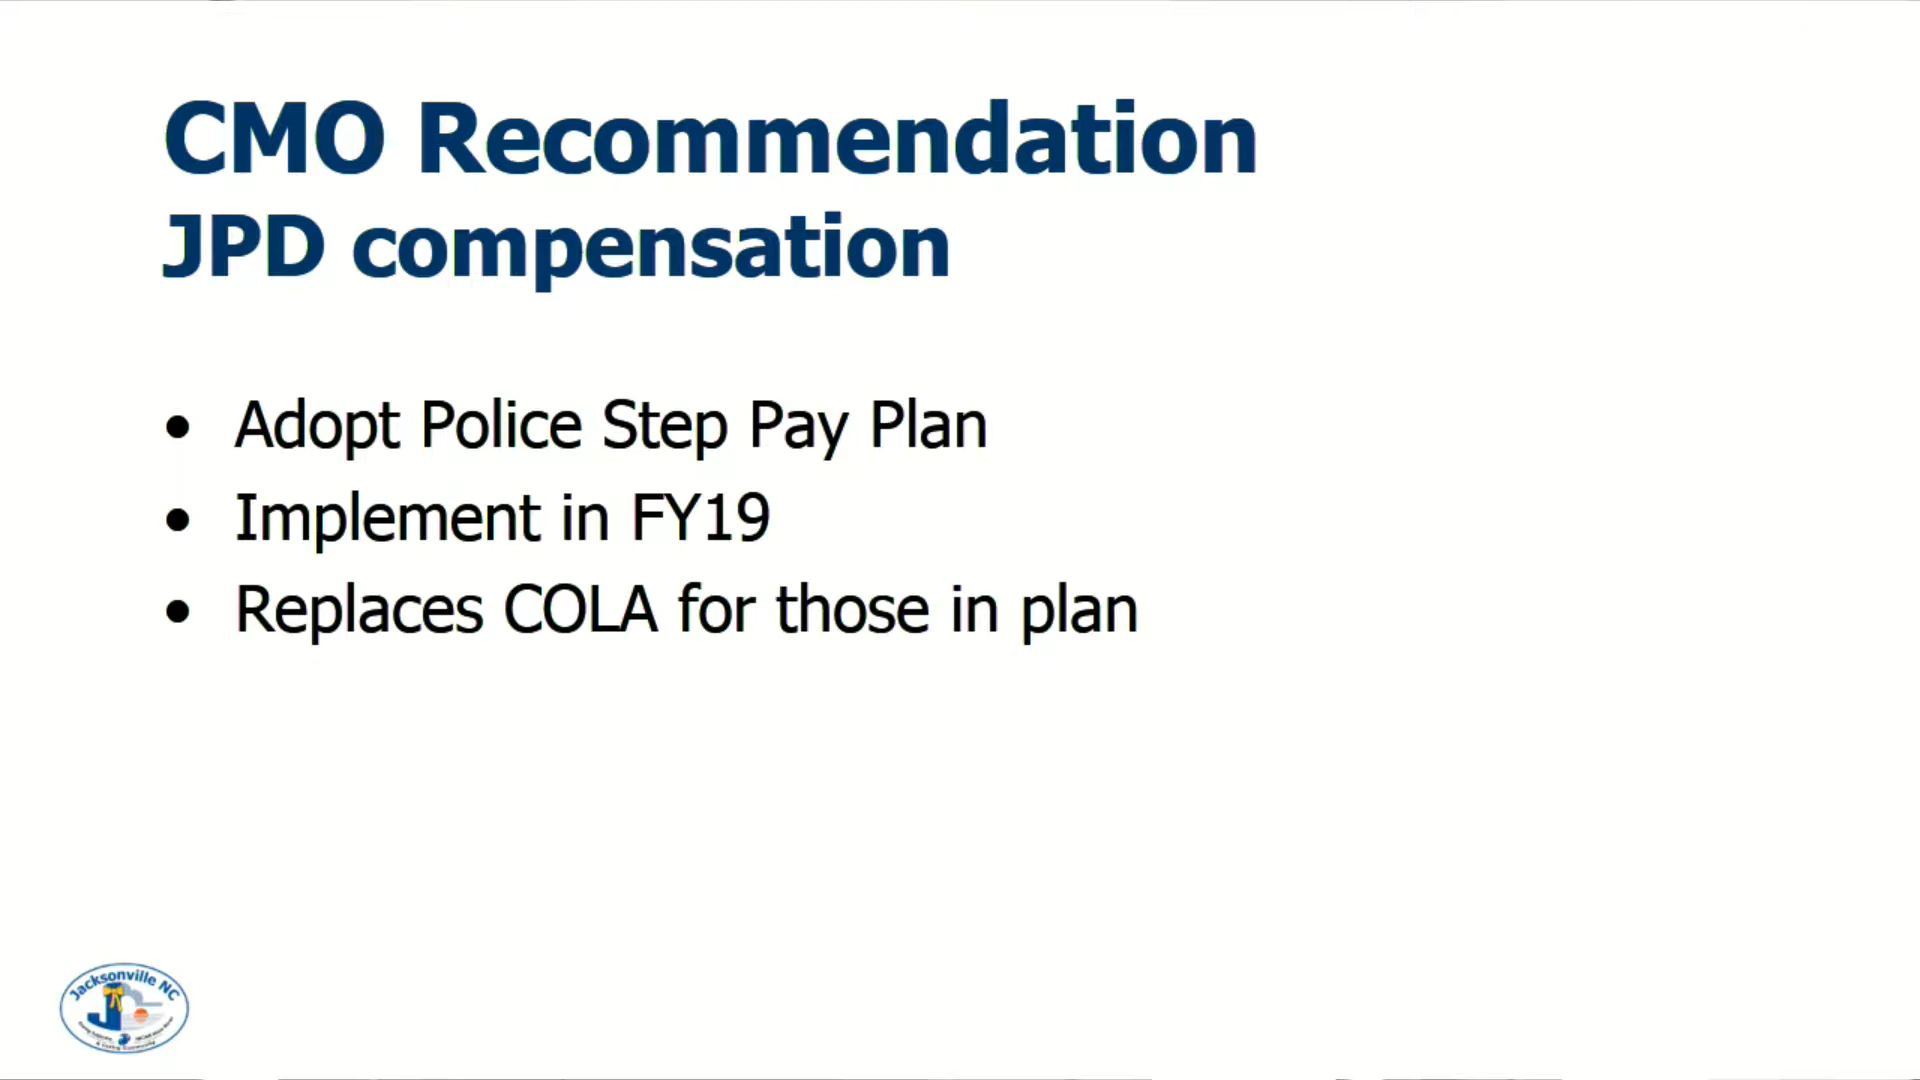 CMO Recommendation
JPD compensation
• Adopt Police Step Pay Plan
• Implement in FY19
• Replaces COLA for those in plan
Jacksonville NC